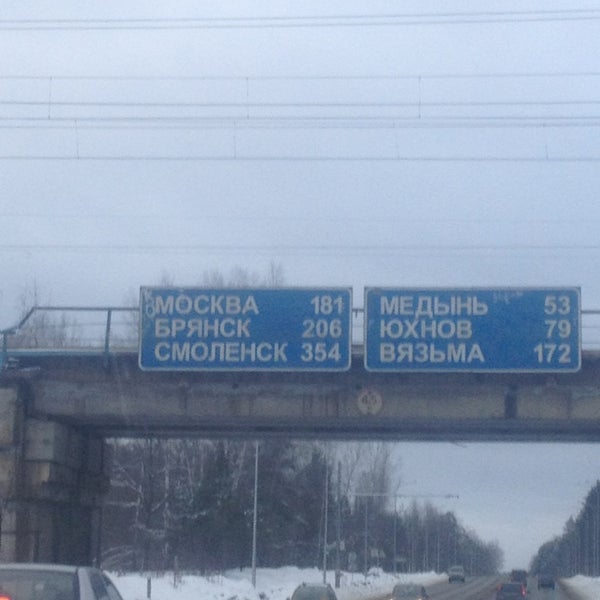 МОСКВА 181
БРЯНСК 206
СМОЛЕНСК 354
МЕДЫНЬ 53
ЮХНОВ 79
ВЯЗЬМА 172